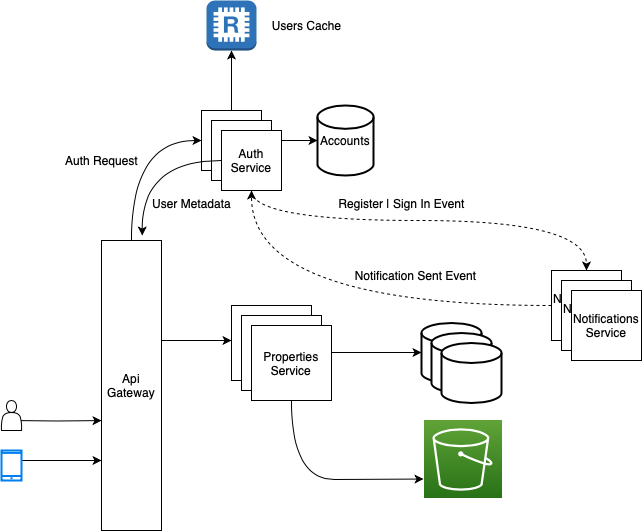 R
Users Cache
Accounts
Auth
Service
Auth Request
User Metadata
Register | Sign In Event
Notification Sent Event
N
N
Notifications
Service
Properties
Service
Api
Gateway